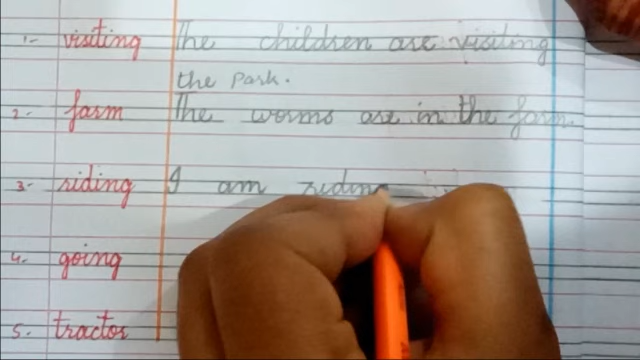 1- visiting The children are visiting
the Park.
2- farm The worms are in the farm.
3- riding I am riding
4- going
5. tractor